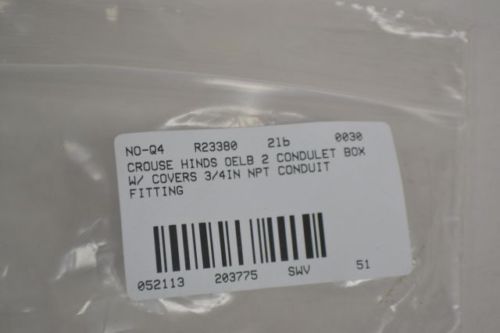 NO-Q4 R23380 2lb 0030
CROUSE HINDS OELB 2 CONDULET BOX
W/ COVERS 3/4IN NPT CONDUIT
FITTING
052113 203775 SWV 51